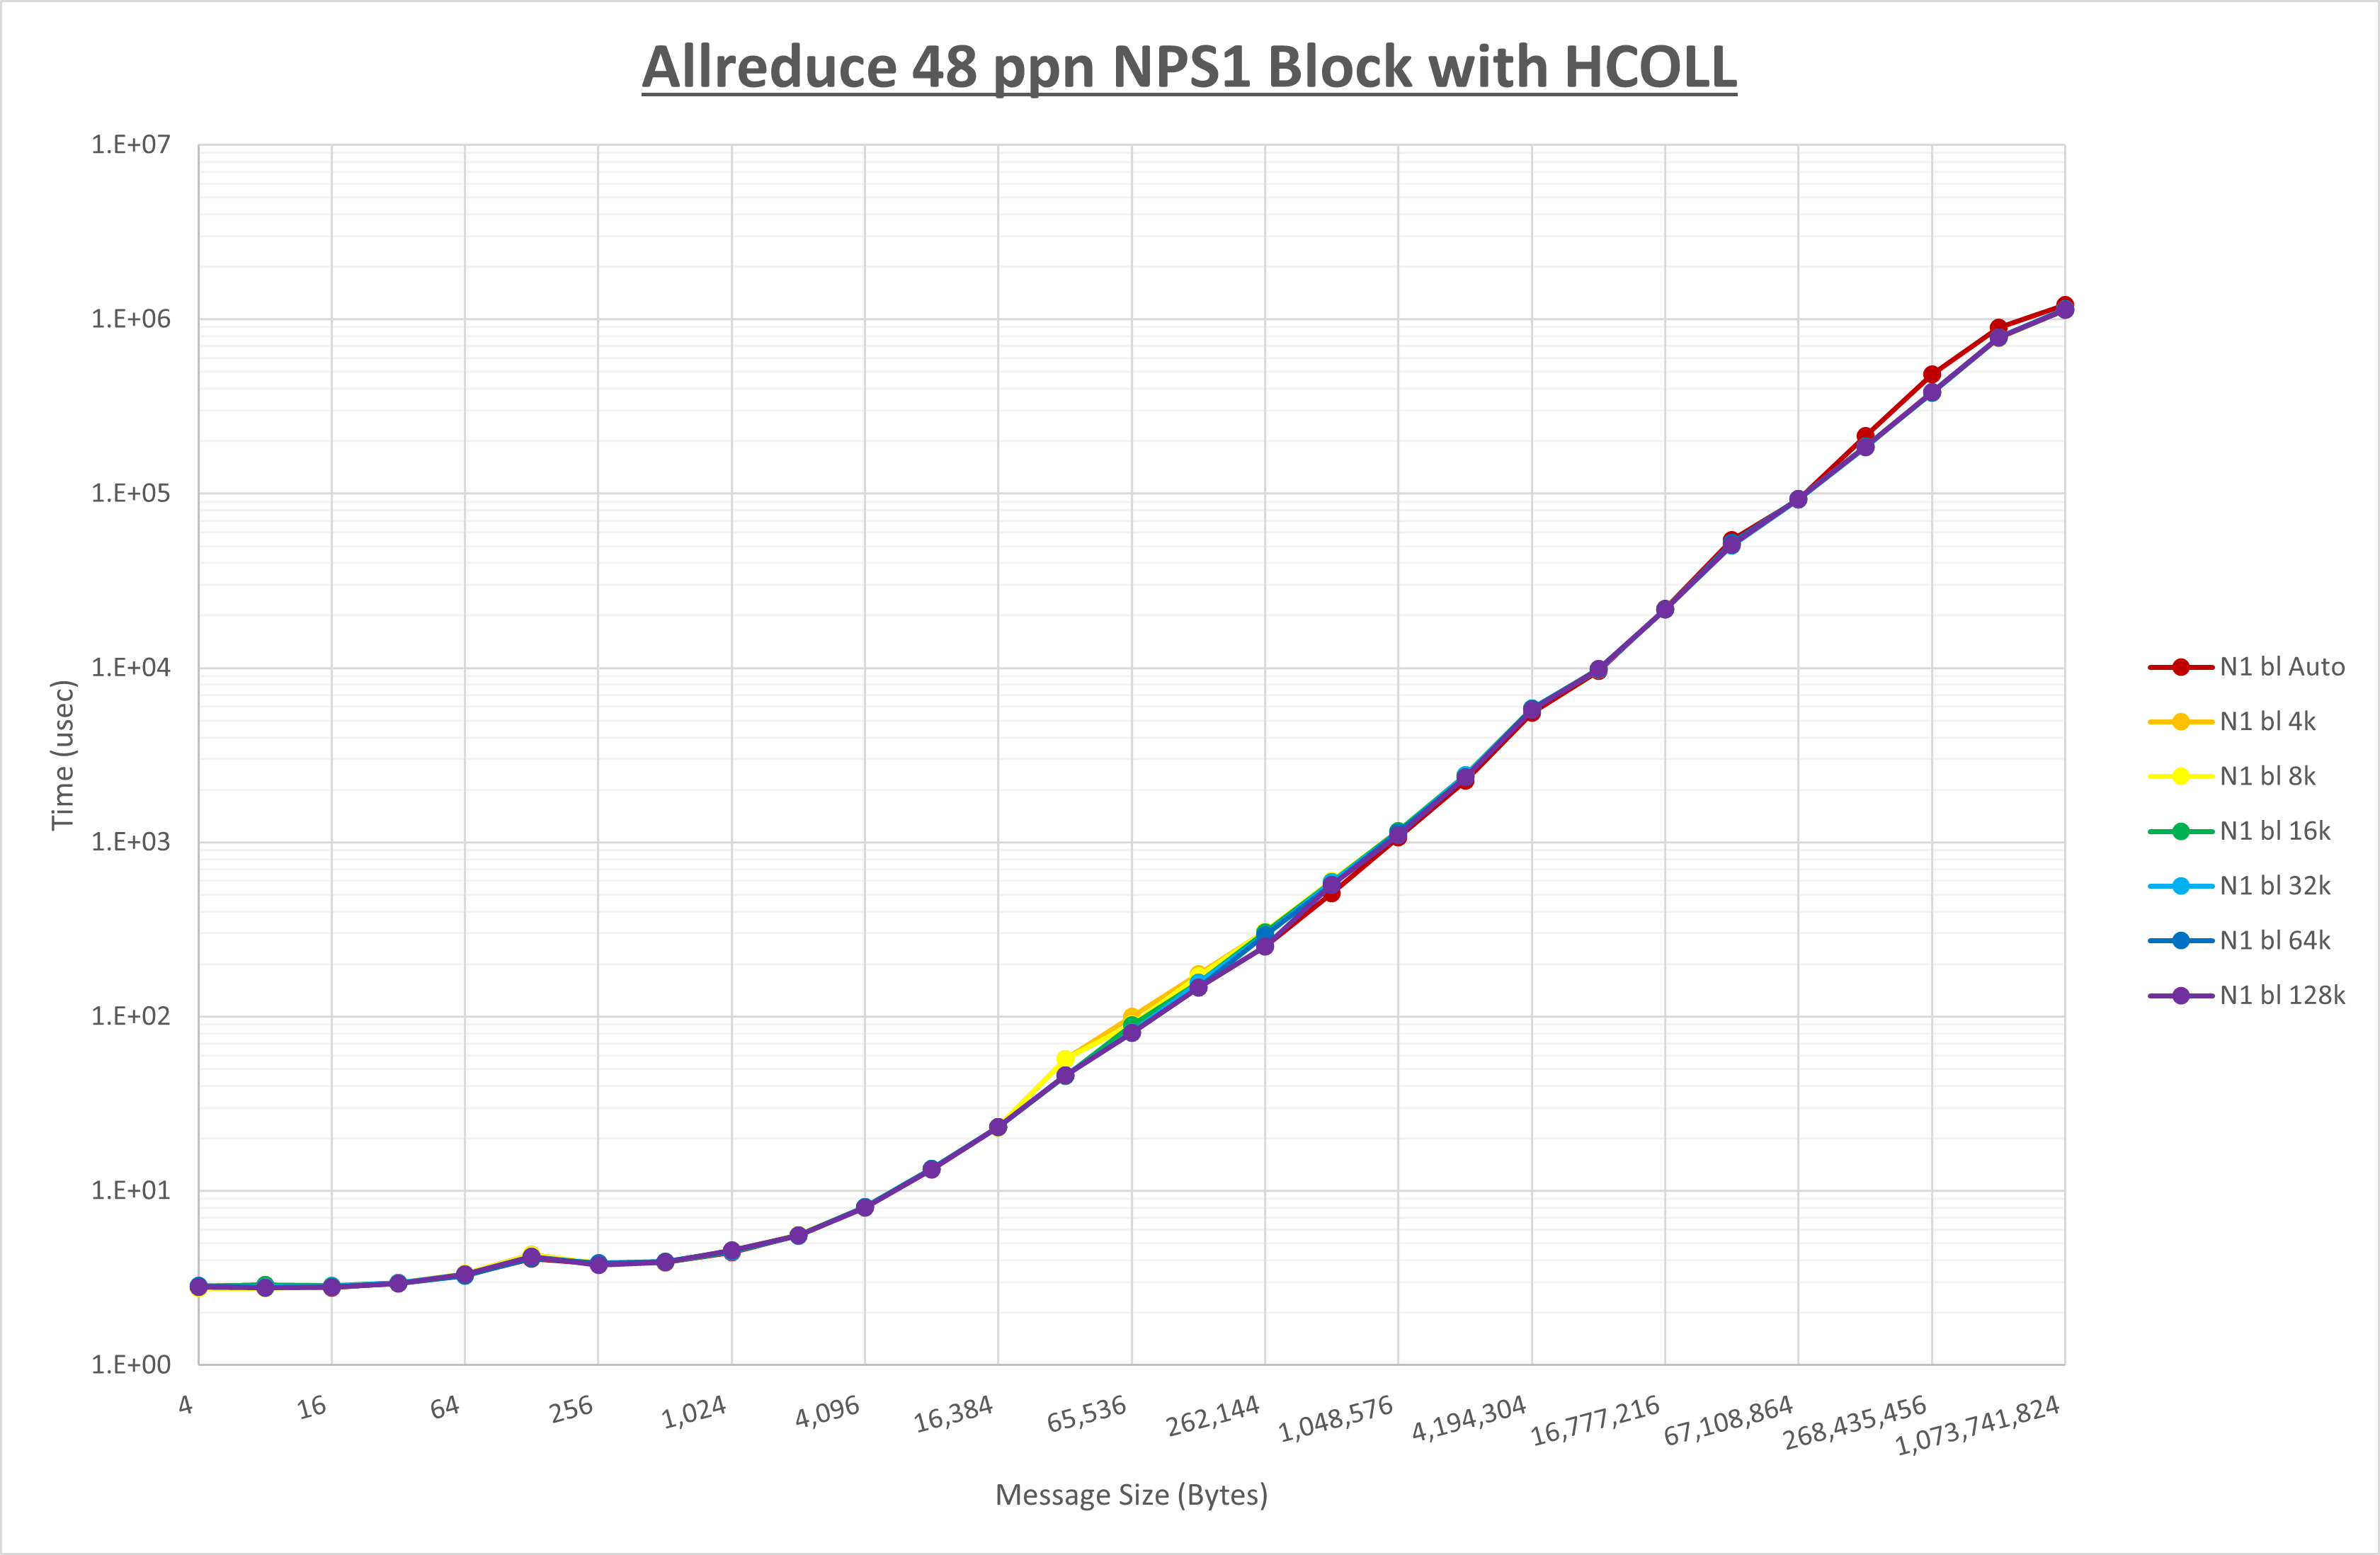 Allreduce 48 ppn NPS1 Block with HCOLL
1.E+07
1.E+06
1.E+05
1.E+04
1.E+03
1.E+02
1.E+01
1.E+00
Time (usec)
4
16
64
256
1,024
4,096
16,384
65,536
262,144
1,048,576
4,194,304
16,777,216
67,108,864
268,435,456
1,073,741,824
Message Size (Bytes)
N1 bl Auto
N1 bl 4k
N1 bl 8k
N1 bl 16k
N1 bl 32k
N1 bl 64k
N1 bl 128k